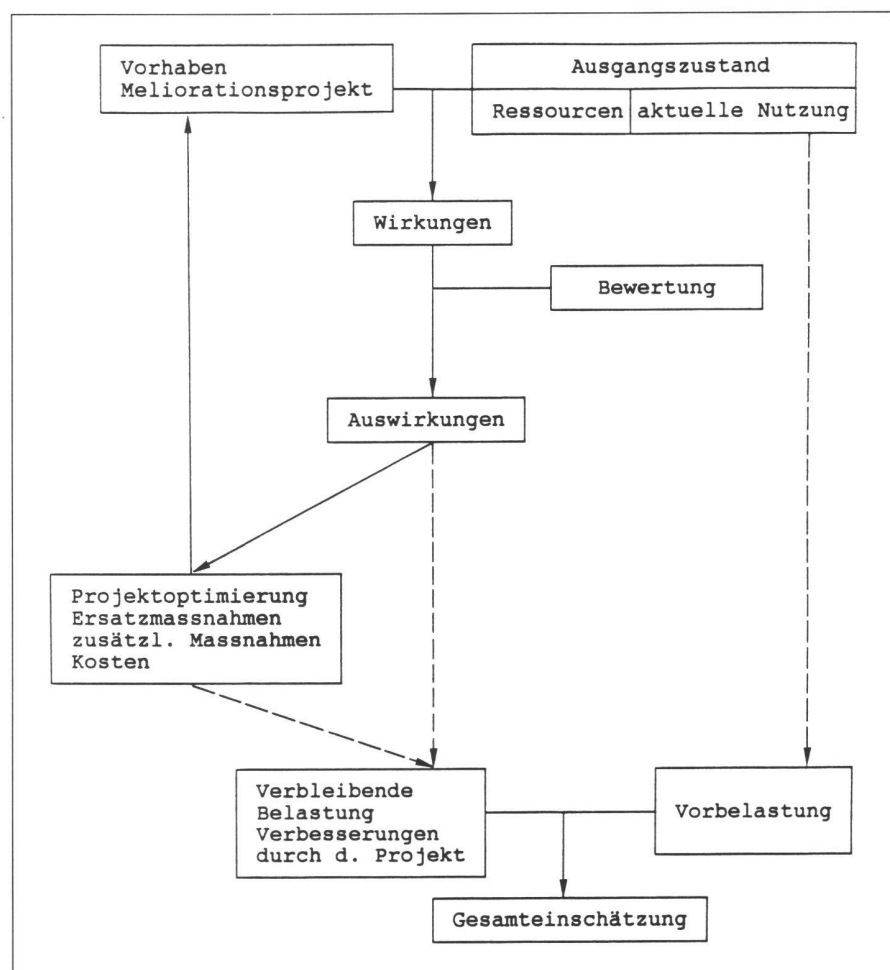 Vorhaben
Meliorationsprojekt
Ausgangszustand
Ressourcen
aktuelle Nutzung
Wirkungen
Bewertung
Auswirkungen
Projektoptimierung
Ersatzmassnahmen
zusätzl. Massnahmen
Kosten
Verbleibende
Belastung
Verbesserungen
durch d. Projekt
Vorbelastung
Gesamteinschätzung